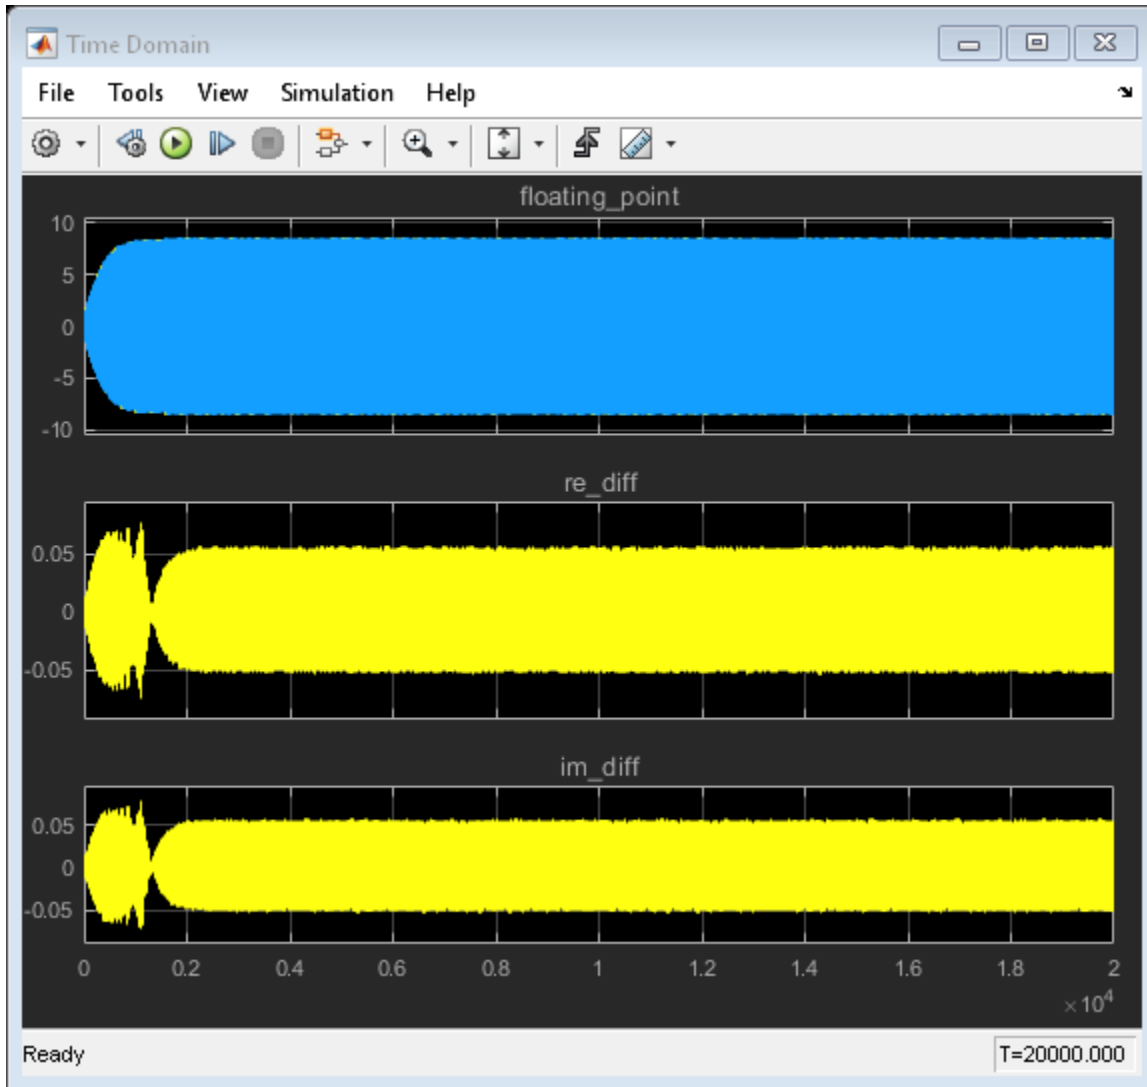 Time Domain
File Tools View Simulation Help
floating_point
10
5
0
-5
-10
re_diff
0.05
0
-0.05
im_diff
0.05
0
-0.05
0 0.2 0.4 0.6 0.8 1 1.2 1.4 1.6 1.8 2
×10^4
Ready T=20000.000